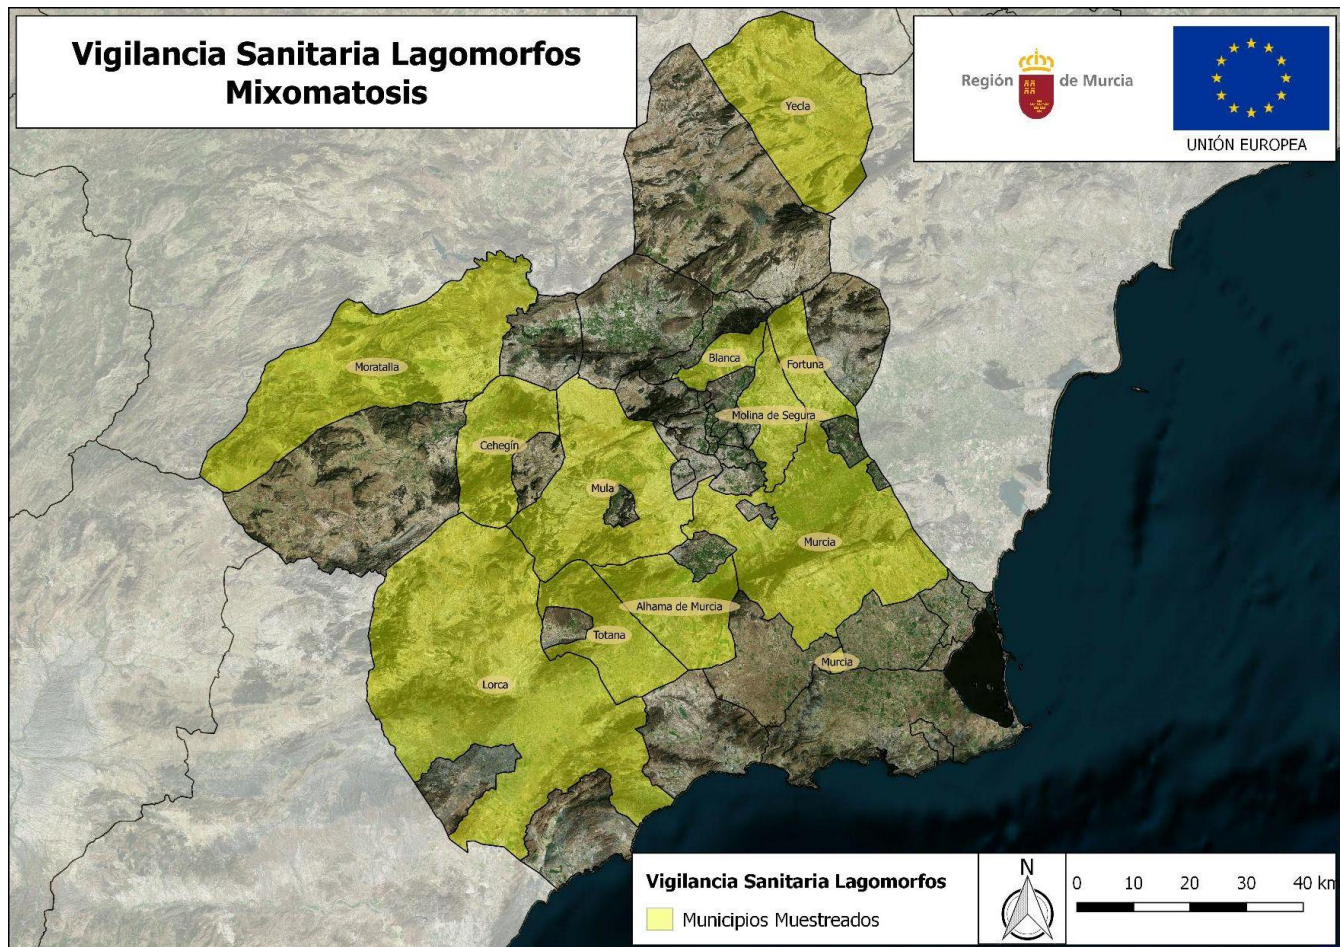 Vigilancia Sanitaria Lagomorfos
Mixomatosis
Región de Murcia
UNIÓN EUROPEA
Yecla
Moratalla
Blanca
Fortuna
Molina de Segura
Cehegín
Mula
Murcia
Alhama de Murcia
Totana
Murcia
Lorca
Vigilancia Sanitaria Lagomorfos
Municipios Muestreados
N
0 10 20 30 40 km